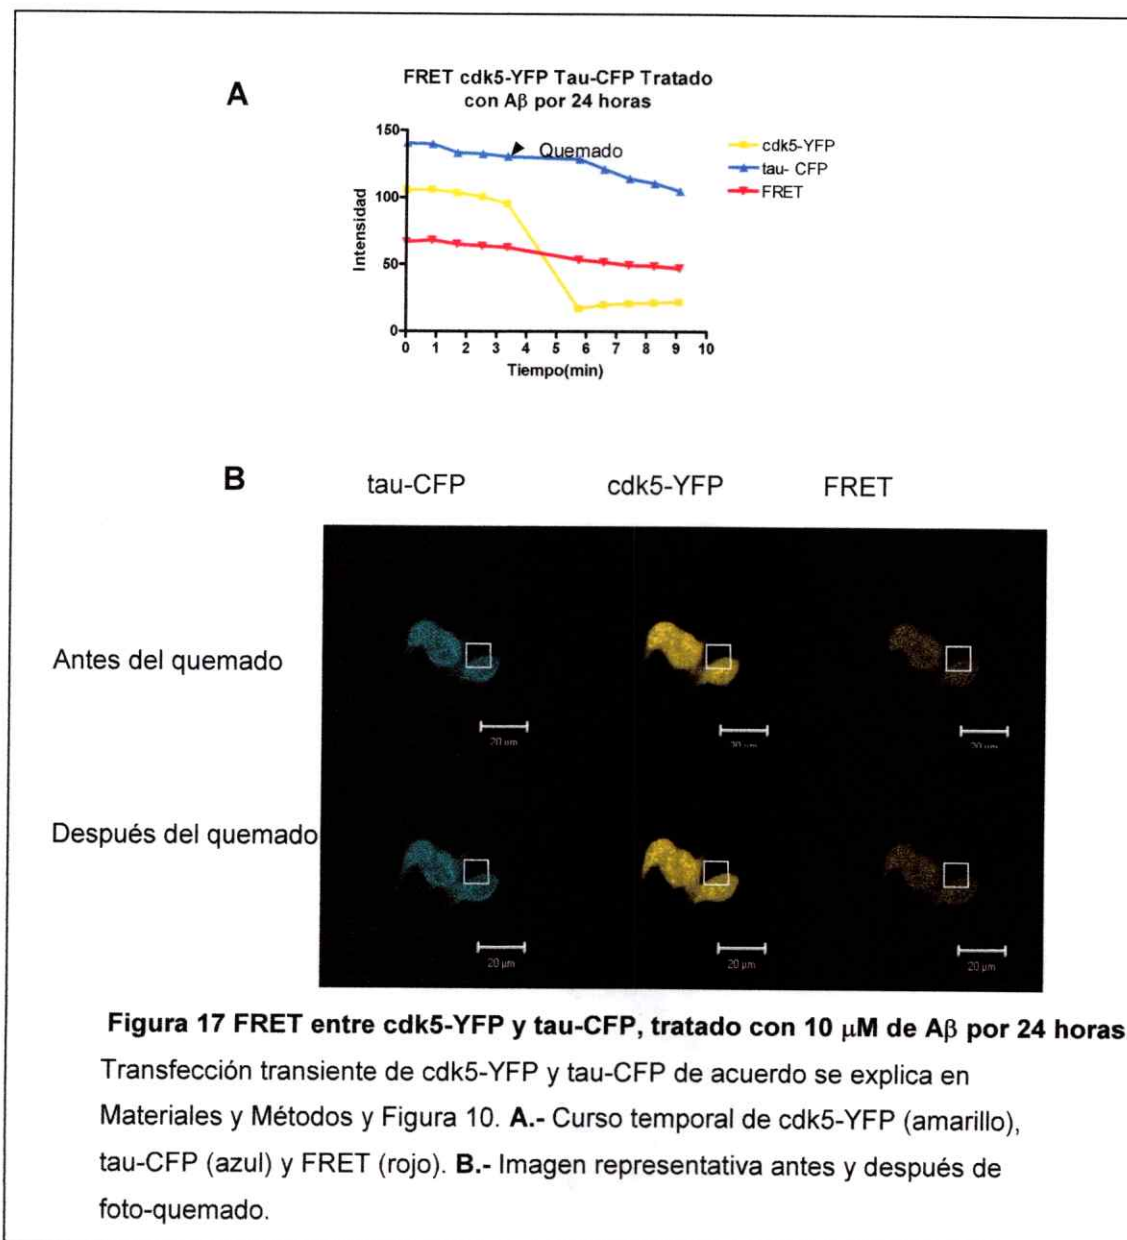 A
FRET cdk5-YFP Tau-CFP Tratado
con Aβ por 24 horas
Intensidad
150
100
50
0
Quemado
cdk5-YFP
tau- CFP
FRET
0 1 2 3 4 5 6 7 8 9 10
Tiempo(min)
B
tau-CFP cdk5-YFP FRET
Antes del quemado
20 µm 20 µm 20 µm
Después del quemado
20 µm 20 µm 20 µm
Figura 17 FRET entre cdk5-YFP y tau-CFP, tratado con 10 µM de Aβ por 24 horas
Transfección transiente de cdk5-YFP y tau-CFP de acuerdo se explica en
Materiales y Métodos y Figura 10. A.- Curso temporal de cdk5-YFP (amarillo),
tau-CFP (azul) y FRET (rojo). B.- Imagen representativa antes y después de
foto-quemado.